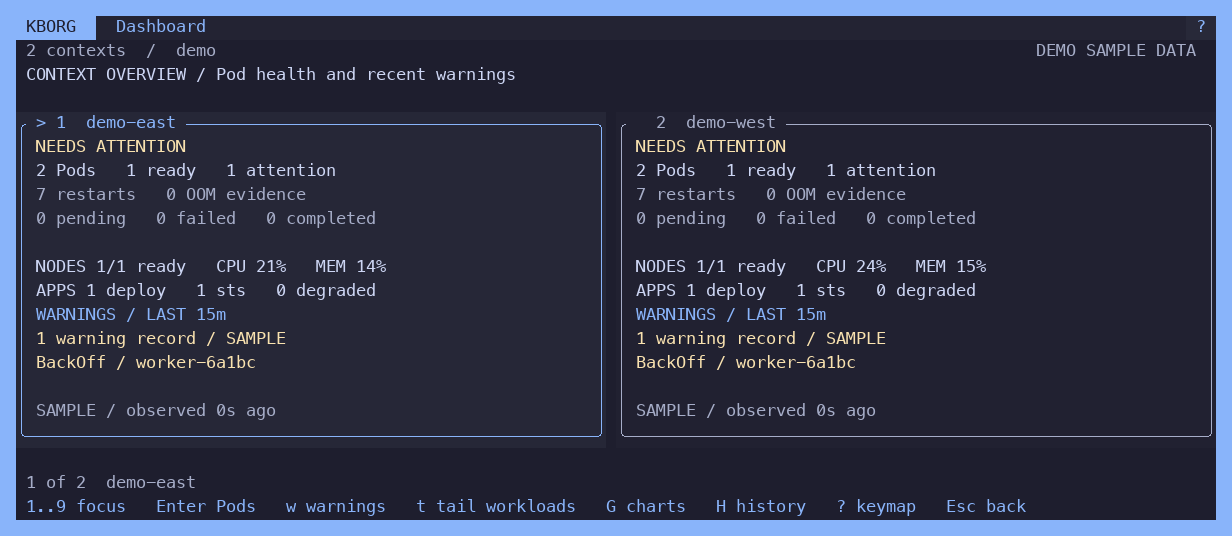 KBORG Dashboard ?
2 contexts / demo DEMO SAMPLE DATA
CONTEXT OVERVIEW / Pod health and recent warnings
> 1 demo-east
NEEDS ATTENTION
2 Pods 1 ready 1 attention
7 restarts 0 OOM evidence
0 pending 0 failed 0 completed
NODES 1/1 ready CPU 21% MEM 14%
APPS 1 deploy 1 sts 0 degraded
WARNINGS / LAST 15m
1 warning record / SAMPLE
BackOff / worker-6a1bc
SAMPLE / observed 0s ago
2 demo-west
NEEDS ATTENTION
2 Pods 1 ready 1 attention
7 restarts 0 OOM evidence
0 pending 0 failed 0 completed
NODES 1/1 ready CPU 24% MEM 15%
APPS 1 deploy 1 sts 0 degraded
WARNINGS / LAST 15m
1 warning record / SAMPLE
BackOff / worker-6a1bc
SAMPLE / observed 0s ago
1 of 2 demo-east
1..9 focus Enter Pods w warnings t tail workloads G charts H history ? keymap Esc back